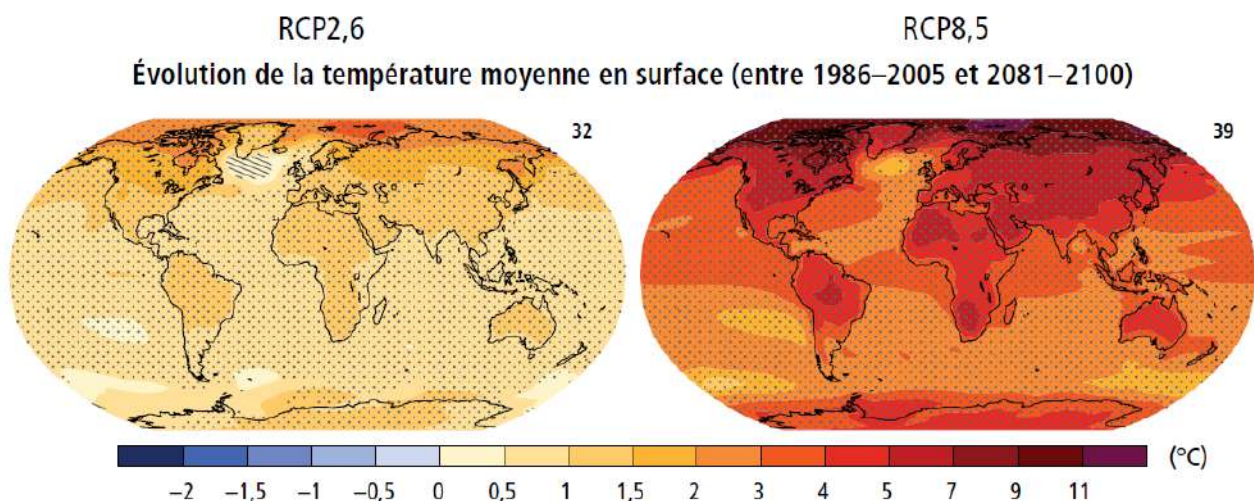 RCP2,6 RCP8,5
Évolution de la température moyenne en surface (entre 1986–2005 et 2081–2100)
32 39
–2 –1,5 –1 –0,5 0 0,5 1 1,5 2 3 4 5 7 9 11 (°C)